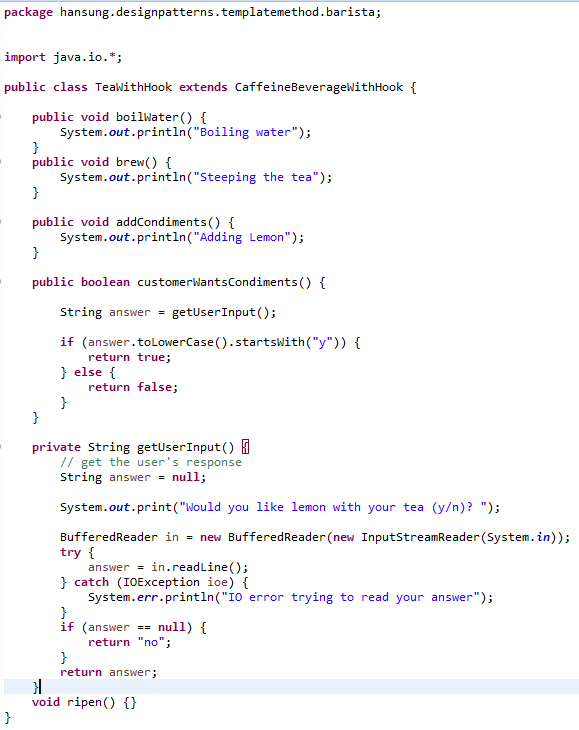 package hansung.designpatterns.templatemethod.barista;
import java.io.*;
public class TeaWithHook extends CaffeineBeverageWithHook {
public void boilWater() {
System.out.println("Boiling water");
}
public void brew() {
System.out.println("Steeping the tea");
}
public void addCondiments() {
System.out.println("Adding Lemon");
}
public boolean customerWantsCondiments() {
String answer = getUserInput();
if (answer.toLowerCase().startsWith("y")) {
return true;
} else {
return false;
}
}
private String getUserInput() {
// get the user's response
String answer = null;
System.out.print("Would you like lemon with your tea (y/n)? ");
BufferedReader in = new BufferedReader(new InputStreamReader(System.in));
try {
answer = in.readLine();
} catch (IOException ioe) {
System.err.println("IO error trying to read your answer");
}
if (answer == null) {
return "no";
}
return answer;
}
void ripen() {}
}